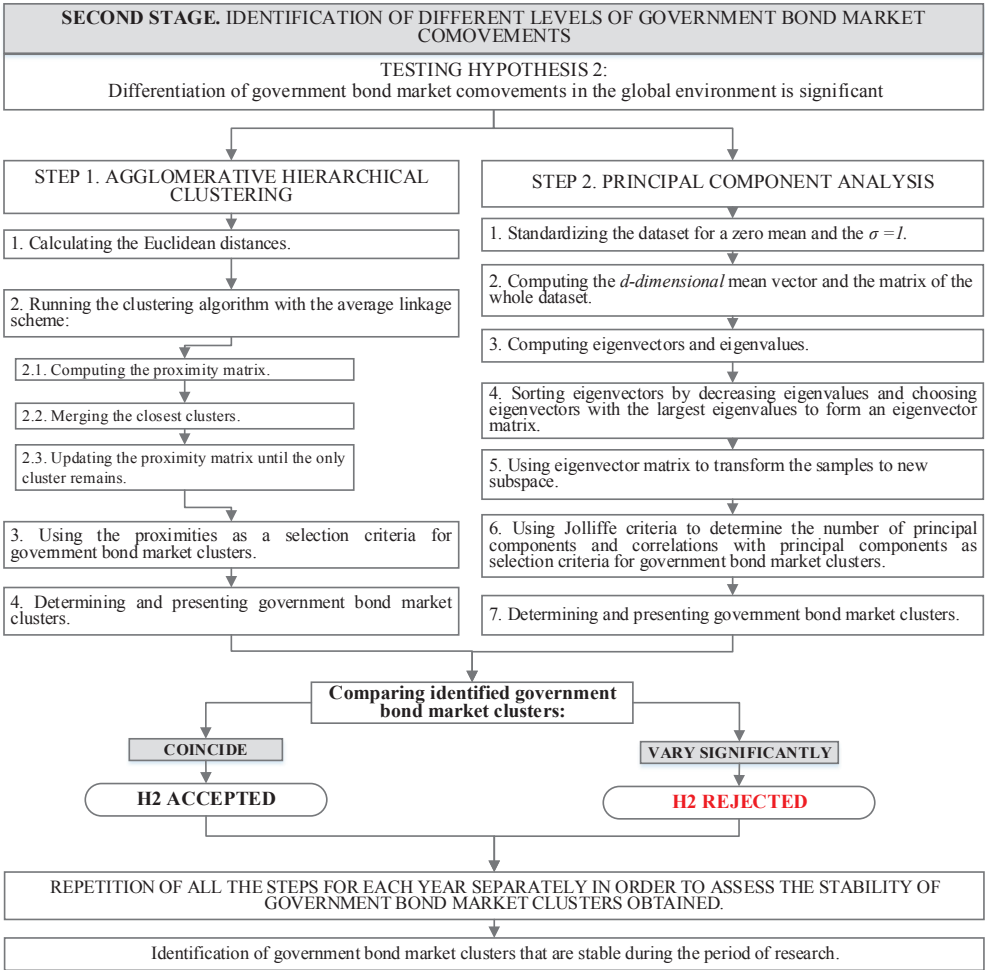 SECOND STAGE. IDENTIFICATION OF DIFFERENT LEVELS OF GOVERNMENT BOND MARKET
COMOVEMENTS
TESTING HYPOTHESIS 2:
Differentiation of government bond market comovements in the global environment is significant
STEP 1. AGGLOMERATIVE HIERARCHICAL
CLUSTERING
1. Calculating the Euclidean distances.
2. Running the clustering algorithm with the average linkage
scheme:
2.1. Computing the proximity matrix.
2.2. Merging the closest clusters.
2.3. Updating the proximity matrix until the only
cluster remains.
3. Using the proximities as a selection criteria for
government bond market clusters.
4. Determining and presenting government bond market
clusters.
STEP 2. PRINCIPAL COMPONENT ANALYSIS
1. Standardizing the dataset for a zero mean and the σ =1.
2. Computing the d-dimensional mean vector and the matrix of the
whole dataset.
3. Computing eigenvectors and eigenvalues.
4. Sorting eigenvectors by decreasing eigenvalues and choosing
eigenvectors with the largest eigenvalues to form an eigenvector
matrix.
5. Using eigenvector matrix to transform the samples to new
subspace.
6. Using Jolliffe criteria to determine the number of principal
components and correlations with principal components as
selection criteria for government bond market clusters.
7. Determining and presenting government bond market clusters.
Comparing identified government
bond market clusters:
COINCIDE
VARY SIGNIFICANTLY
H2 ACCEPTED
H2 REJECTED
REPETITION OF ALL THE STEPS FOR EACH YEAR SEPARATELY IN ORDER TO ASSESS THE STABILITY OF
GOVERNMENT BOND MARKET CLUSTERS OBTAINED.
Identification of government bond market clusters that are stable during the period of research.